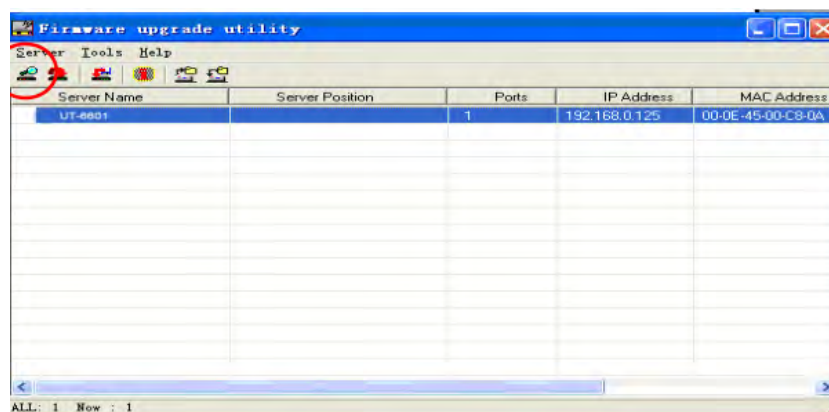 Firmware upgrade utility
Server Tools Help
Server Name Server Position Ports IP Address MAC Address
UT-6601 1 192.168.0.125 00-0E-45-00-C8-0A
ALL: 1 Now : 1